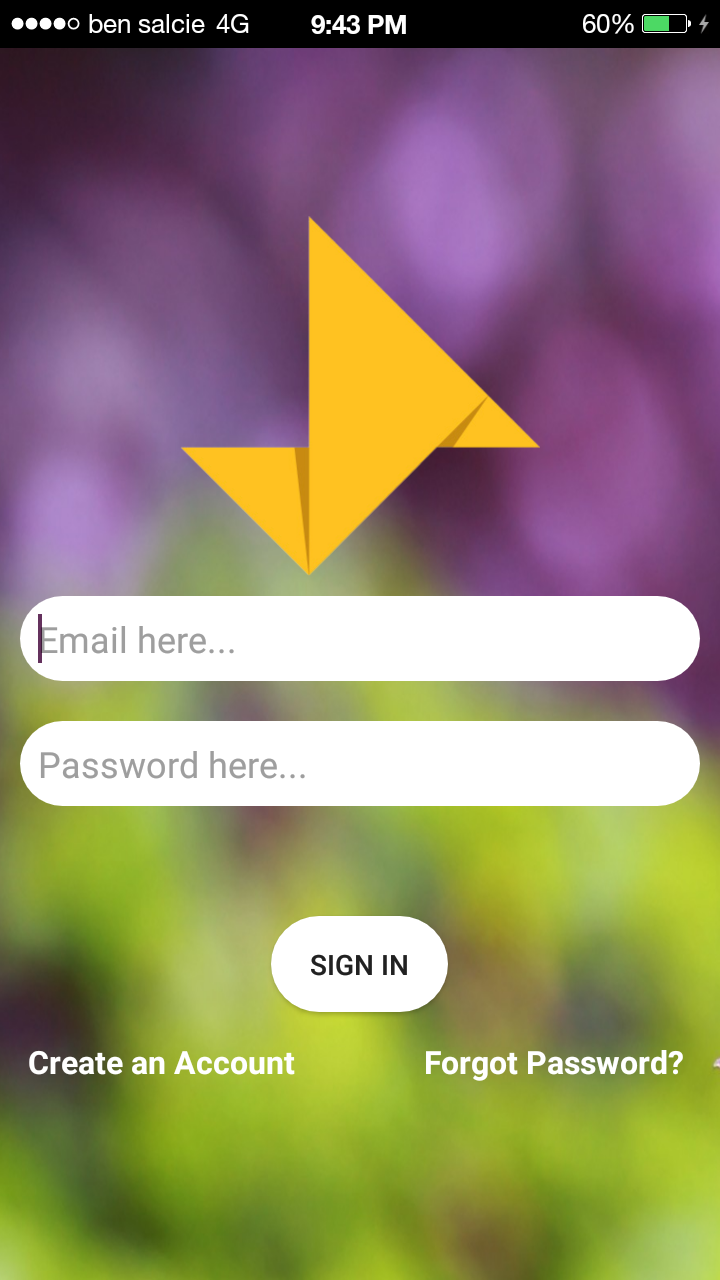 ben salcie 4G 9:43 PM 60%
Email here...
Password here...
SIGN IN
Create an Account Forgot Password?